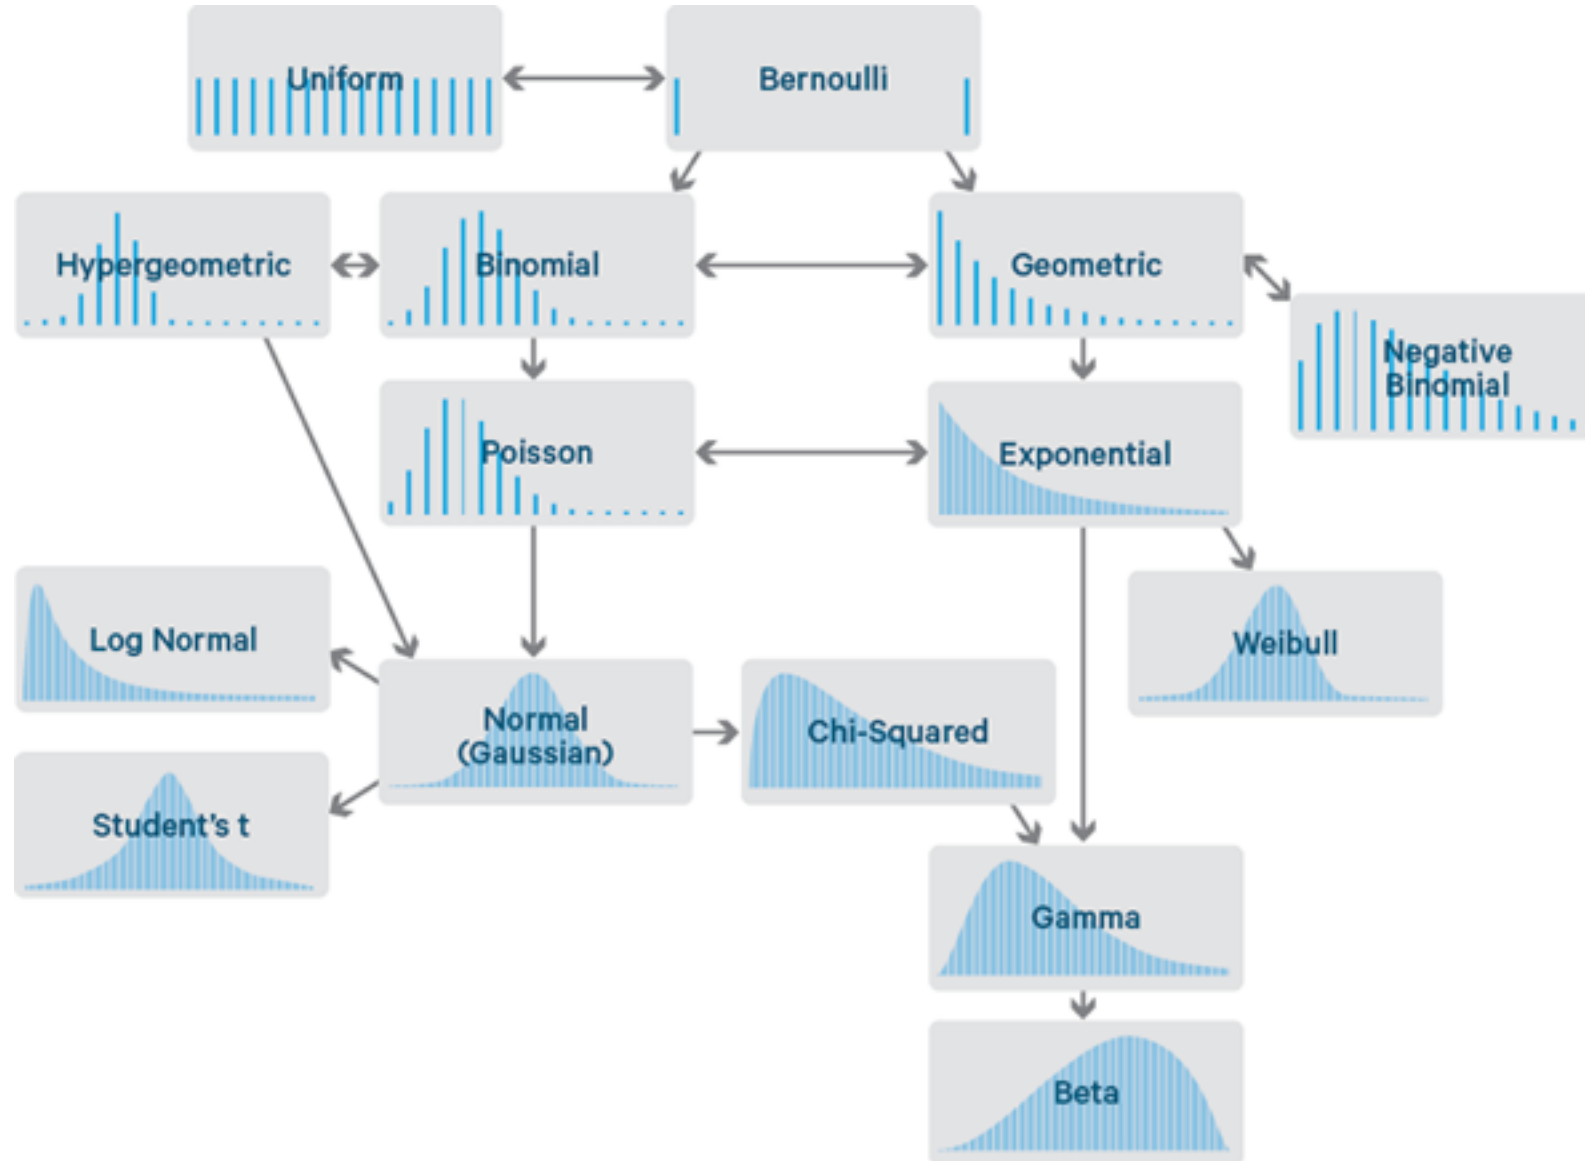 Uniform
Bernoulli
Hypergeometric
Binomial
Geometric
Negative
Binomial
Poisson
Exponential
Log Normal
Weibull
Normal
(Gaussian)
Chi-Squared
Student's t
Gamma
Beta